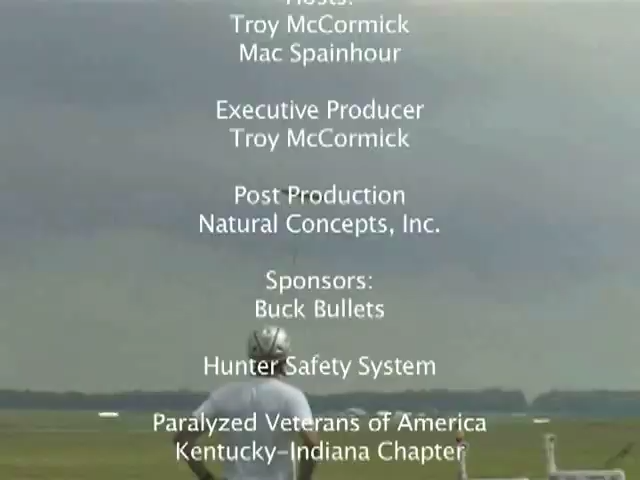 Hosts:
Troy McCormick
Mac Spainhour
Executive Producer
Troy McCormick
Post Production
Natural Concepts, Inc.
Sponsors:
Buck Bullets
Hunter Safety System
Paralyzed Veterans of America
Kentucky-Indiana Chapter